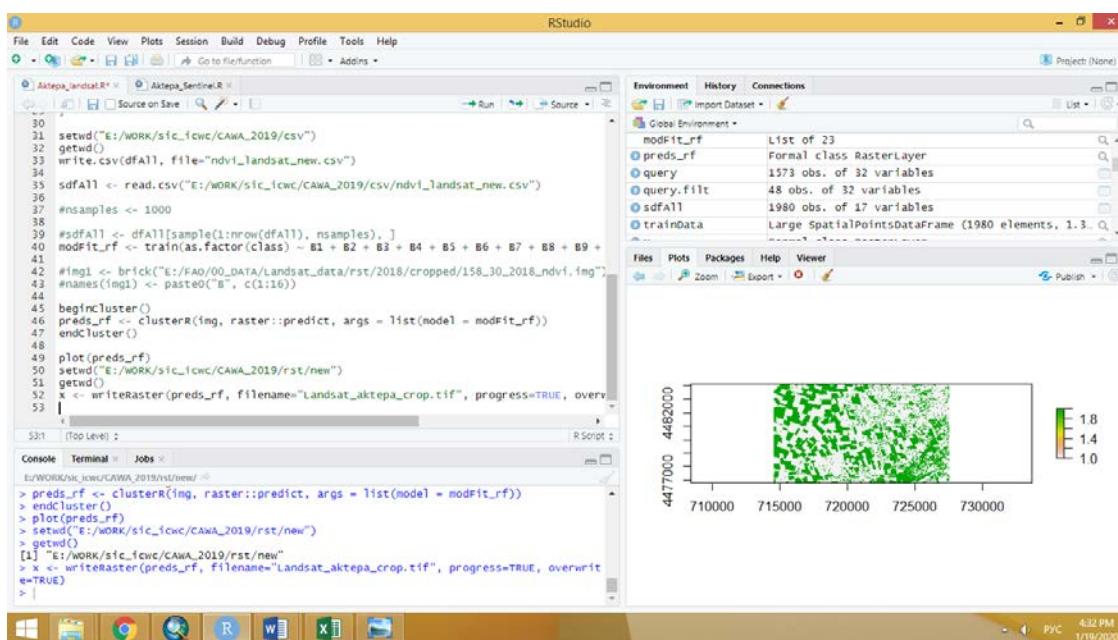 RStudio
File Edit Code View Plots Session Build Debug Profile Tools Help
Go to file/function Addins
Project: (None)
Aktepa_landsat.R* Aktepa_Sentinel.R
Source on Save Run Source
30
31 setwd("E:/WORK/sic_icwc/CAWA_2019/csv")
32 getwd()
33 write.csv(dfAll, file="ndvi_landsat_new.csv")
34
35 sdfAll <- read.csv("E:/WORK/sic_icwc/CAWA_2019/csv/ndvi_landsat_new.csv")
36
37 #nsamples <- 1000
38
39 #sdfAll <- dfAll[sample(1:nrow(dfAll), nsamples), ]
40 modFit_rf <- train(as.factor(class) ~ B1 + B2 + B3 + B4 + B5 + B6 + B7 + B8 + B9 +
41
42 #img1 <- brick("E:/FAO/00_DATA/Landsat_data/rst/2018/cropped/158_30_2018_ndvi.img")
43 #names(img1) <- paste0("B", c(1:16))
44
45 beginCluster()
46 preds_rf <- clusterR(img, raster::predict, args = list(model = modFit_rf))
47 endCluster()
48
49 plot(preds_rf)
50 setwd("E:/WORK/sic_icwc/CAWA_2019/rst/new")
51 getwd()
52 x <- writeRaster(preds_rf, filename="Landsat_aktepa_crop.tif", progress=TRUE, overw
53
53:1 (Top Level) R Script
Console Terminal Jobs
E:/WORK/sic_icwc/CAWA_2019/rst/new/
> preds_rf <- clusterR(img, raster::predict, args = list(model = modFit_rf))
> endCluster()
> plot(preds_rf)
> setwd("E:/WORK/sic_icwc/CAWA_2019/rst/new")
> getwd()
[1] "E:/WORK/sic_icwc/CAWA_2019/rst/new"
> x <- writeRaster(preds_rf, filename="Landsat_aktepa_crop.tif", progress=TRUE, overwrit
e=TRUE)
>
Environment History Connections
Import Dataset List
Global Environment
modFit_rf List of 23
preds_rf Formal class RasterLayer
query 1573 obs. of 32 variables
query.filt 48 obs. of 32 variables
sdfAll 1980 obs. of 17 variables
trainData Large SpatialPointsDataFrame (1980 elements, 1.3..
Files Plots Packages Help Viewer
Zoom Export Publish
4482000
4477000
710000 715000 720000 725000 730000
1.8
1.4
1.0
РУС 4:32 PM